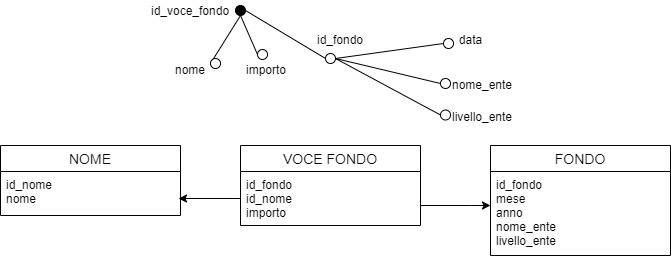 id_voce_fondo
id_fondo
data
nome
importo
nome_ente
livello_ente
NOME
id_nome
nome
VOCE FONDO
id_fondo
id_nome
importo
FONDO
id_fondo
mese
anno
nome_ente
livello_ente